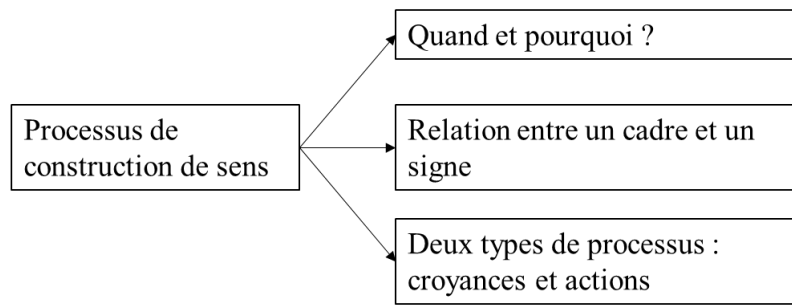 Quand et pourquoi ?
Processus de
construction de sens
Relation entre un cadre et un
signe
Deux types de processus :
croyances et actions